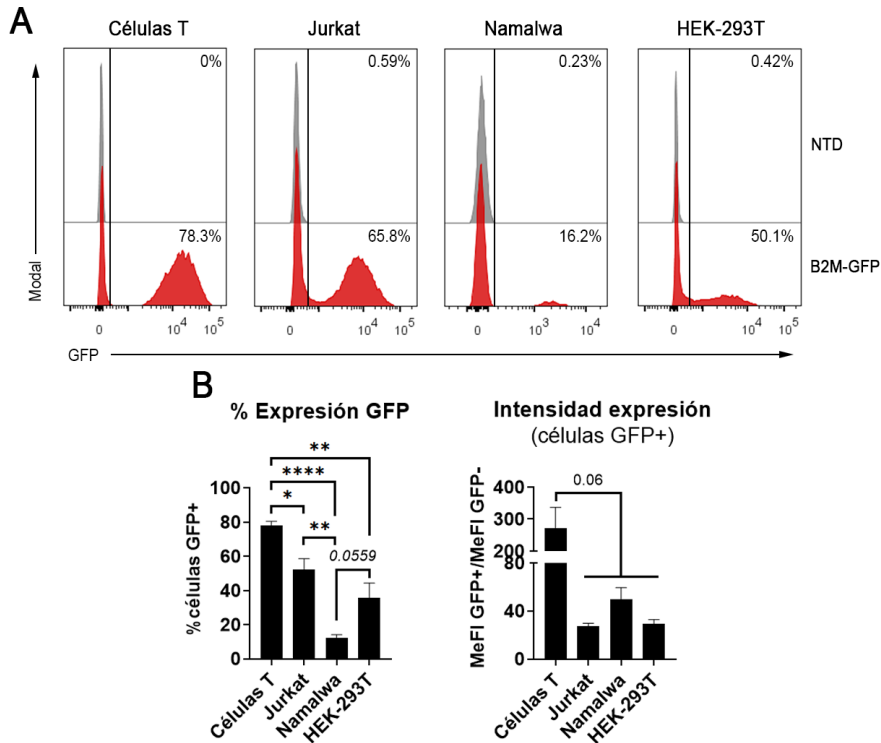 A
Células T
Jurkat
Namalwa
HEK-293T
0%
0.59%
0.23%
0.42%
NTD
78.3%
65.8%
16.2%
50.1%
B2M-GFP
Modal
0 10^4 10^5
0 10^4 10^5
0 10^3 10^4
0 10^4 10^5
GFP
B
% Expresión GFP
**
****
*
**
0.0559
% células GFP+
100
80
60
40
20
0
Células T
Jurkat
Namalwa
HEK-293T
Intensidad expresión
(células GFP+)
0.06
MeFI GFP+/MeFI GFP-
400
300
200
80
40
0
Células T
Jurkat
Namalwa
HEK-293T